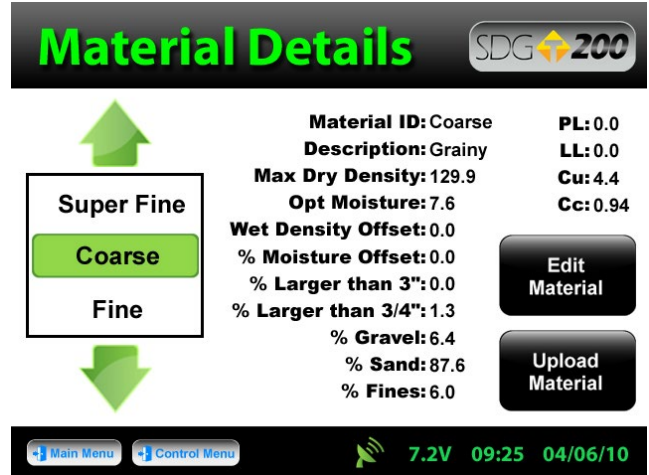 Material Details
SDG 200
Super Fine
Coarse
Fine
Material ID: Coarse
Description: Grainy
Max Dry Density: 129.9
Opt Moisture: 7.6
Wet Density Offset: 0.0
% Moisture Offset: 0.0
% Larger than 3": 0.0
% Larger than 3/4": 1.3
% Gravel: 6.4
% Sand: 87.6
% Fines: 6.0
PL: 0.0
LL: 0.0
Cu: 4.4
Cc: 0.94
Edit
Material
Upload
Material
Main Menu
Control Menu
7.2V 09:25 04/06/10